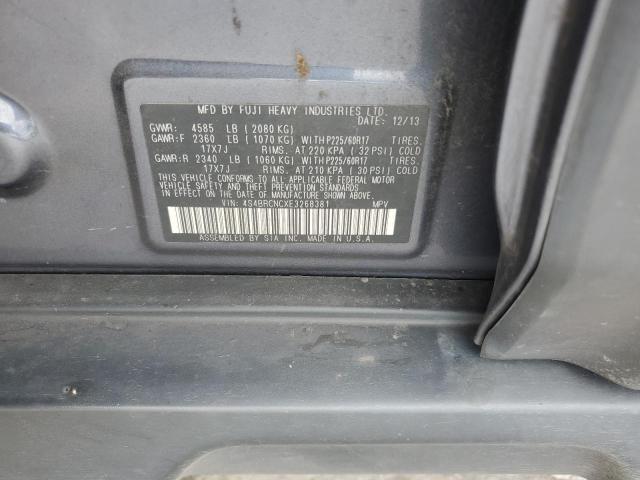 MFD BY FUJI HEAVY INDUSTRIES LTD.
DATE: 12/13
GVWR: 4585 LB ( 2080 KG)
GAWR:F 2360 LB ( 1070 KG) WITH P225/60R17 TIRES.
17X7J RIMS. AT 220 KPA ( 32 PSI) COLD
GAWR:R 2340 LB ( 1060 KG) WITH P225/60R17 TIRES.
17X7J RIMS. AT 210 KPA ( 30 PSI) COLD
THIS VEHICLE CONFORMS TO ALL APPLICABLE FEDERAL MOTOR
VEHICLE SAFETY AND THEFT PREVENTION STANDARDS IN EFFECT
ON THE DATE OF MANUFACTURE SHOWN ABOVE.
VIN: 4S4BRCNCXE3268381 MPV
ASSEMBLED BY SIA INC. MADE IN U.S.A.